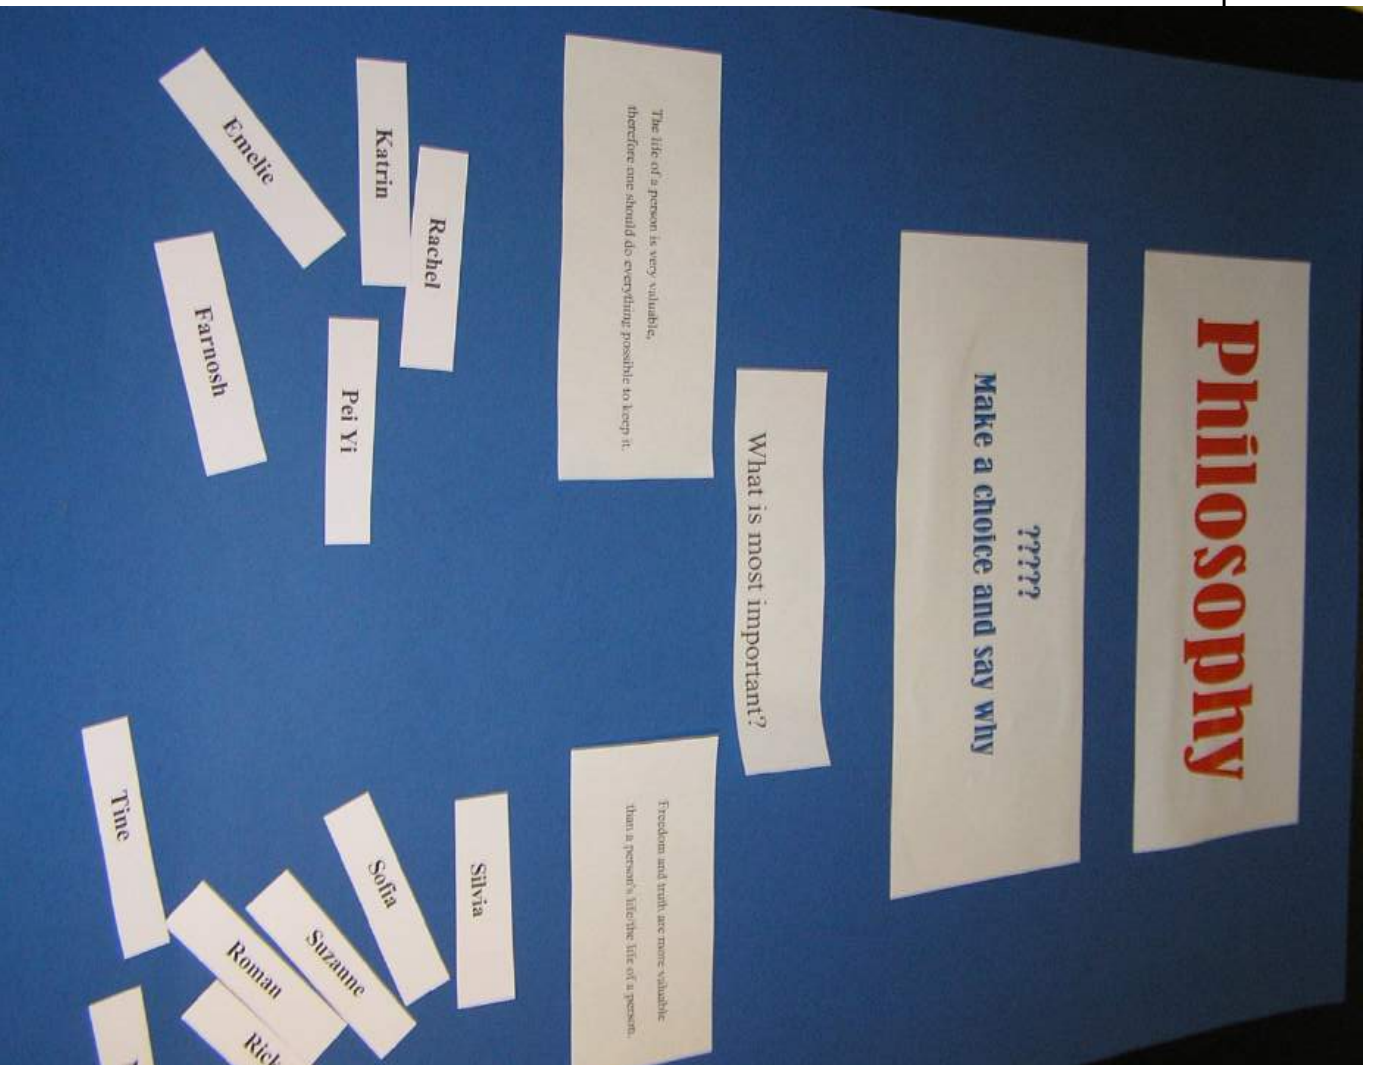 Philosophy
?????
Make a choice and say why
What is most important?
The life of a person is very valuable,
therefore one should do everything possible to keep it.
Freedom and truth are more valuable
than a person's life/the life of a person.
Katrin
Rachel
Emelie
Pei Yi
Farnosh
Silvia
Sofia
Suzanne
Roman
Tine